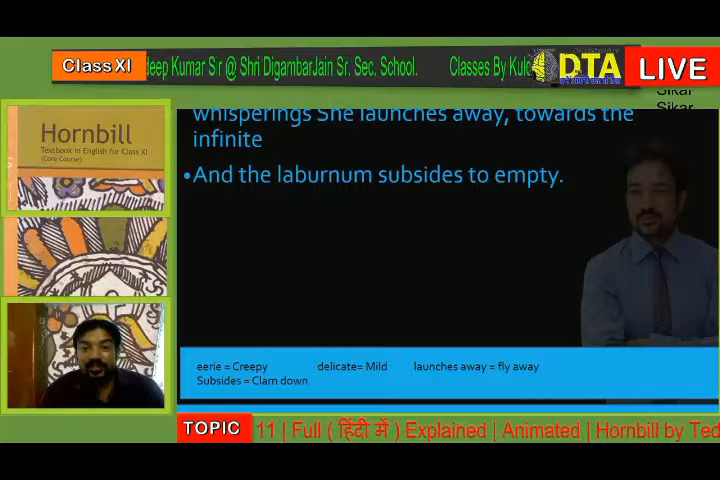 Class XI
deep Kumar Sir @ Shri DigambarJain Sr. Sec. School. Classes By Kul
DTA
LIVE
Sikar
Sikar
Hornbill
Textbook in English for Class XI
(Core Course)
whisperings She launches away, towards the
infinite
•And the laburnum subsides to empty.
eerie = Creepy delicate= Mild launches away = fly away
Subsides = Clam down
TOPIC
11 | Full ( हिंदी में ) Explained | Animated | Hornbill by Ted